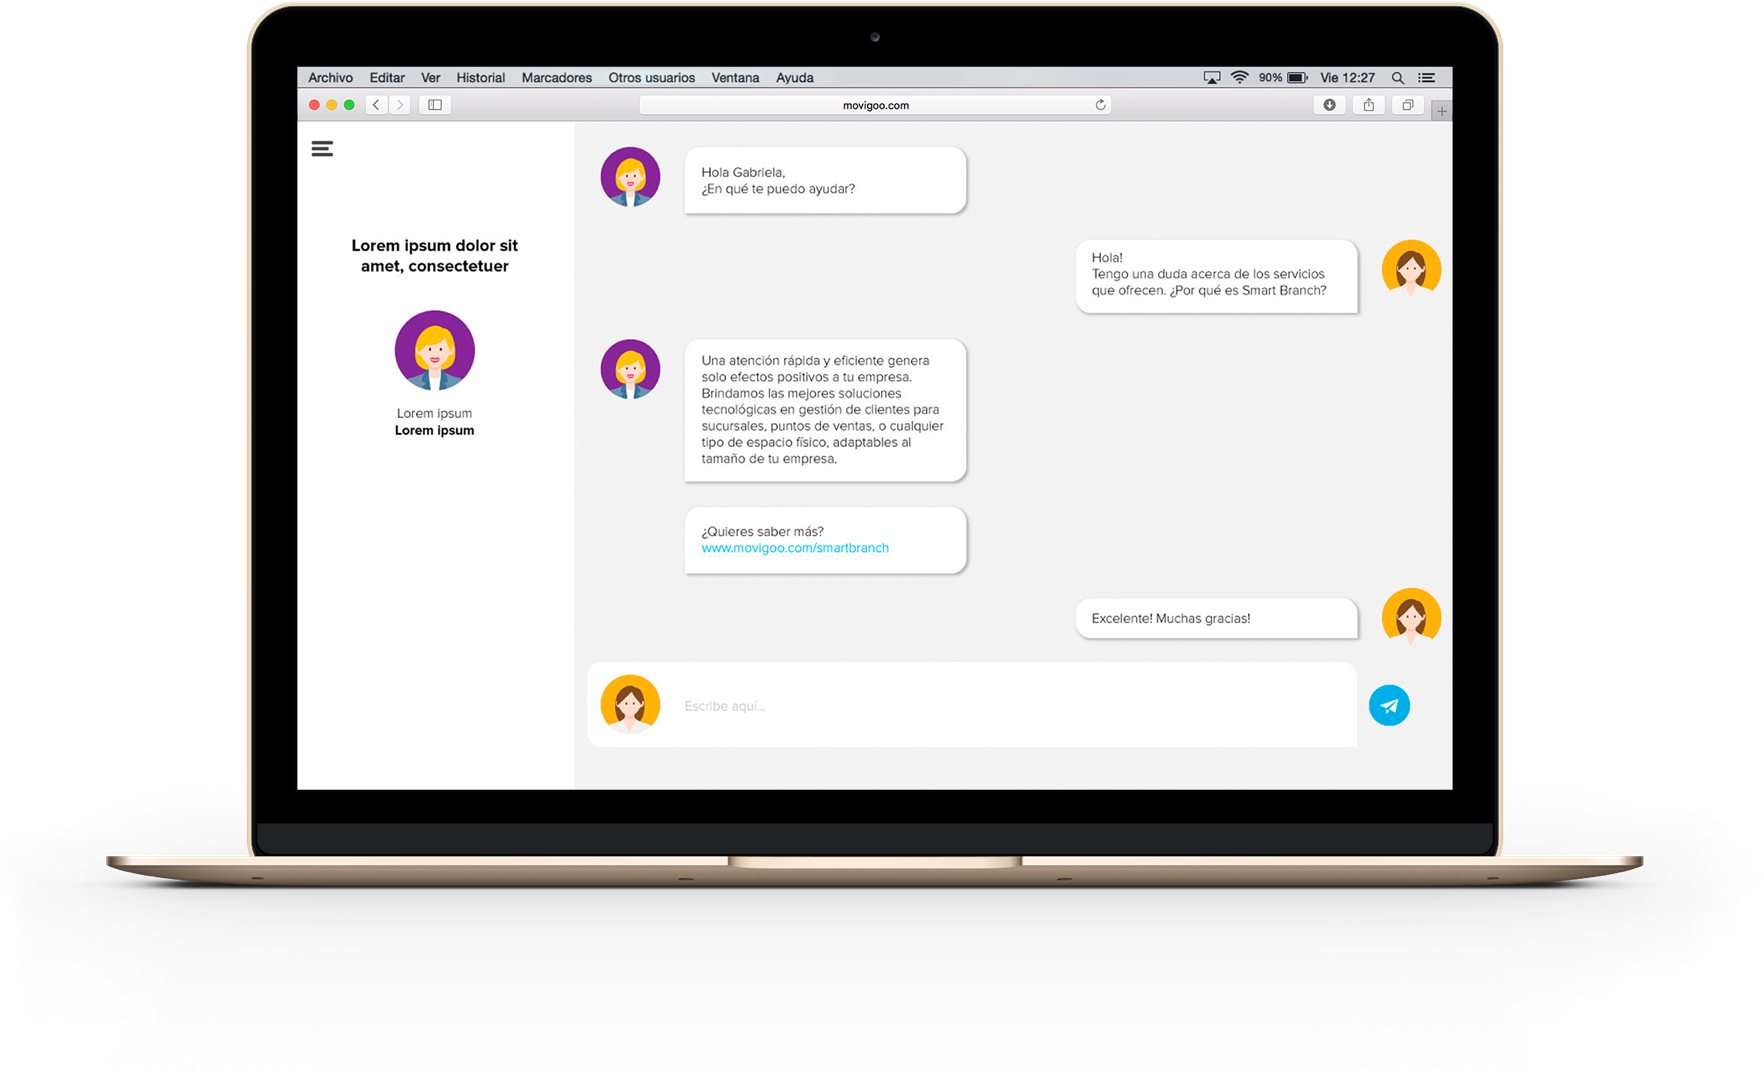 Archivo Editar Ver Historial Marcadores Otros usuarios Ventana Ayuda 90% Vie 12:27
movigoo.com
Lorem ipsum dolor sit
amet, consectetuer
Lorem ipsum
Lorem ipsum
Hola Gabriela,
¿En qué te puedo ayudar?
Hola!
Tengo una duda acerca de los servicios
que ofrecen. ¿Por qué es Smart Branch?
Una atención rápida y eficiente genera
solo efectos positivos a tu empresa.
Brindamos las mejores soluciones
tecnológicas en gestión de clientes para
sucursales, puntos de ventas, o cualquier
tipo de espacio físico, adaptables al
tamaño de tu empresa.
¿Quieres saber más?
www.movigoo.com/smartbranch
Excelente! Muchas gracias!
Escribe aquí...